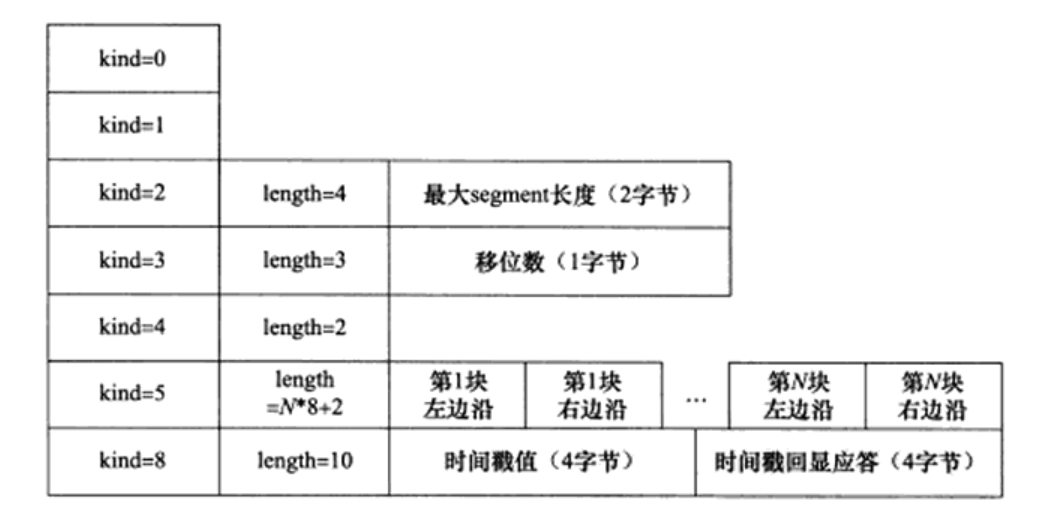 kind=0
kind=1
kind=2 length=4 最大segment长度（2字节）
kind=3 length=3 移位数（1字节）
kind=4 length=2
kind=5 length =N*8+2 第1块 左边沿 第1块 右边沿 … 第N块 左边沿 第N块 右边沿
kind=8 length=10 时间戳值（4字节） 时间戳回显应答（4字节）